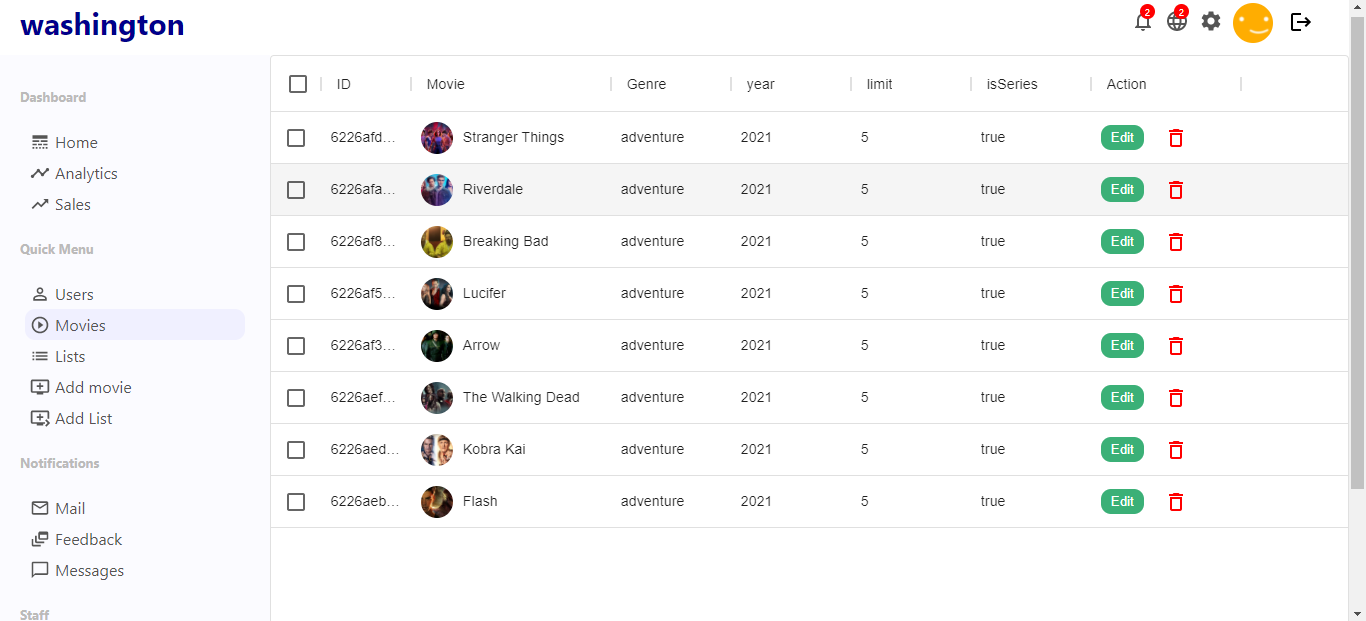 washington
2
2
Dashboard
Home
Analytics
Sales
Quick Menu
Users
Movies
Lists
Add movie
Add List
Notifications
Mail
Feedback
Messages
Staff
ID Movie Genre year limit isSeries Action
6226afd... Stranger Things adventure 2021 5 true Edit
6226afa... Riverdale adventure 2021 5 true Edit
6226af8... Breaking Bad adventure 2021 5 true Edit
6226af5... Lucifer adventure 2021 5 true Edit
6226af3... Arrow adventure 2021 5 true Edit
6226aef... The Walking Dead adventure 2021 5 true Edit
6226aed... Kobra Kai adventure 2021 5 true Edit
6226aeb... Flash adventure 2021 5 true Edit